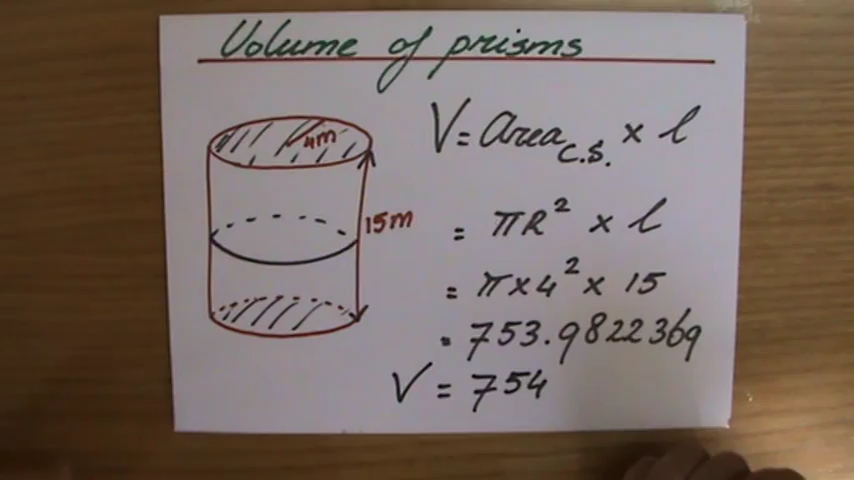 Volume of prisms
4m
15m
V = Area C.S. × l
= πR² × l
= π×4² × 15
= 753.9822369
V = 754